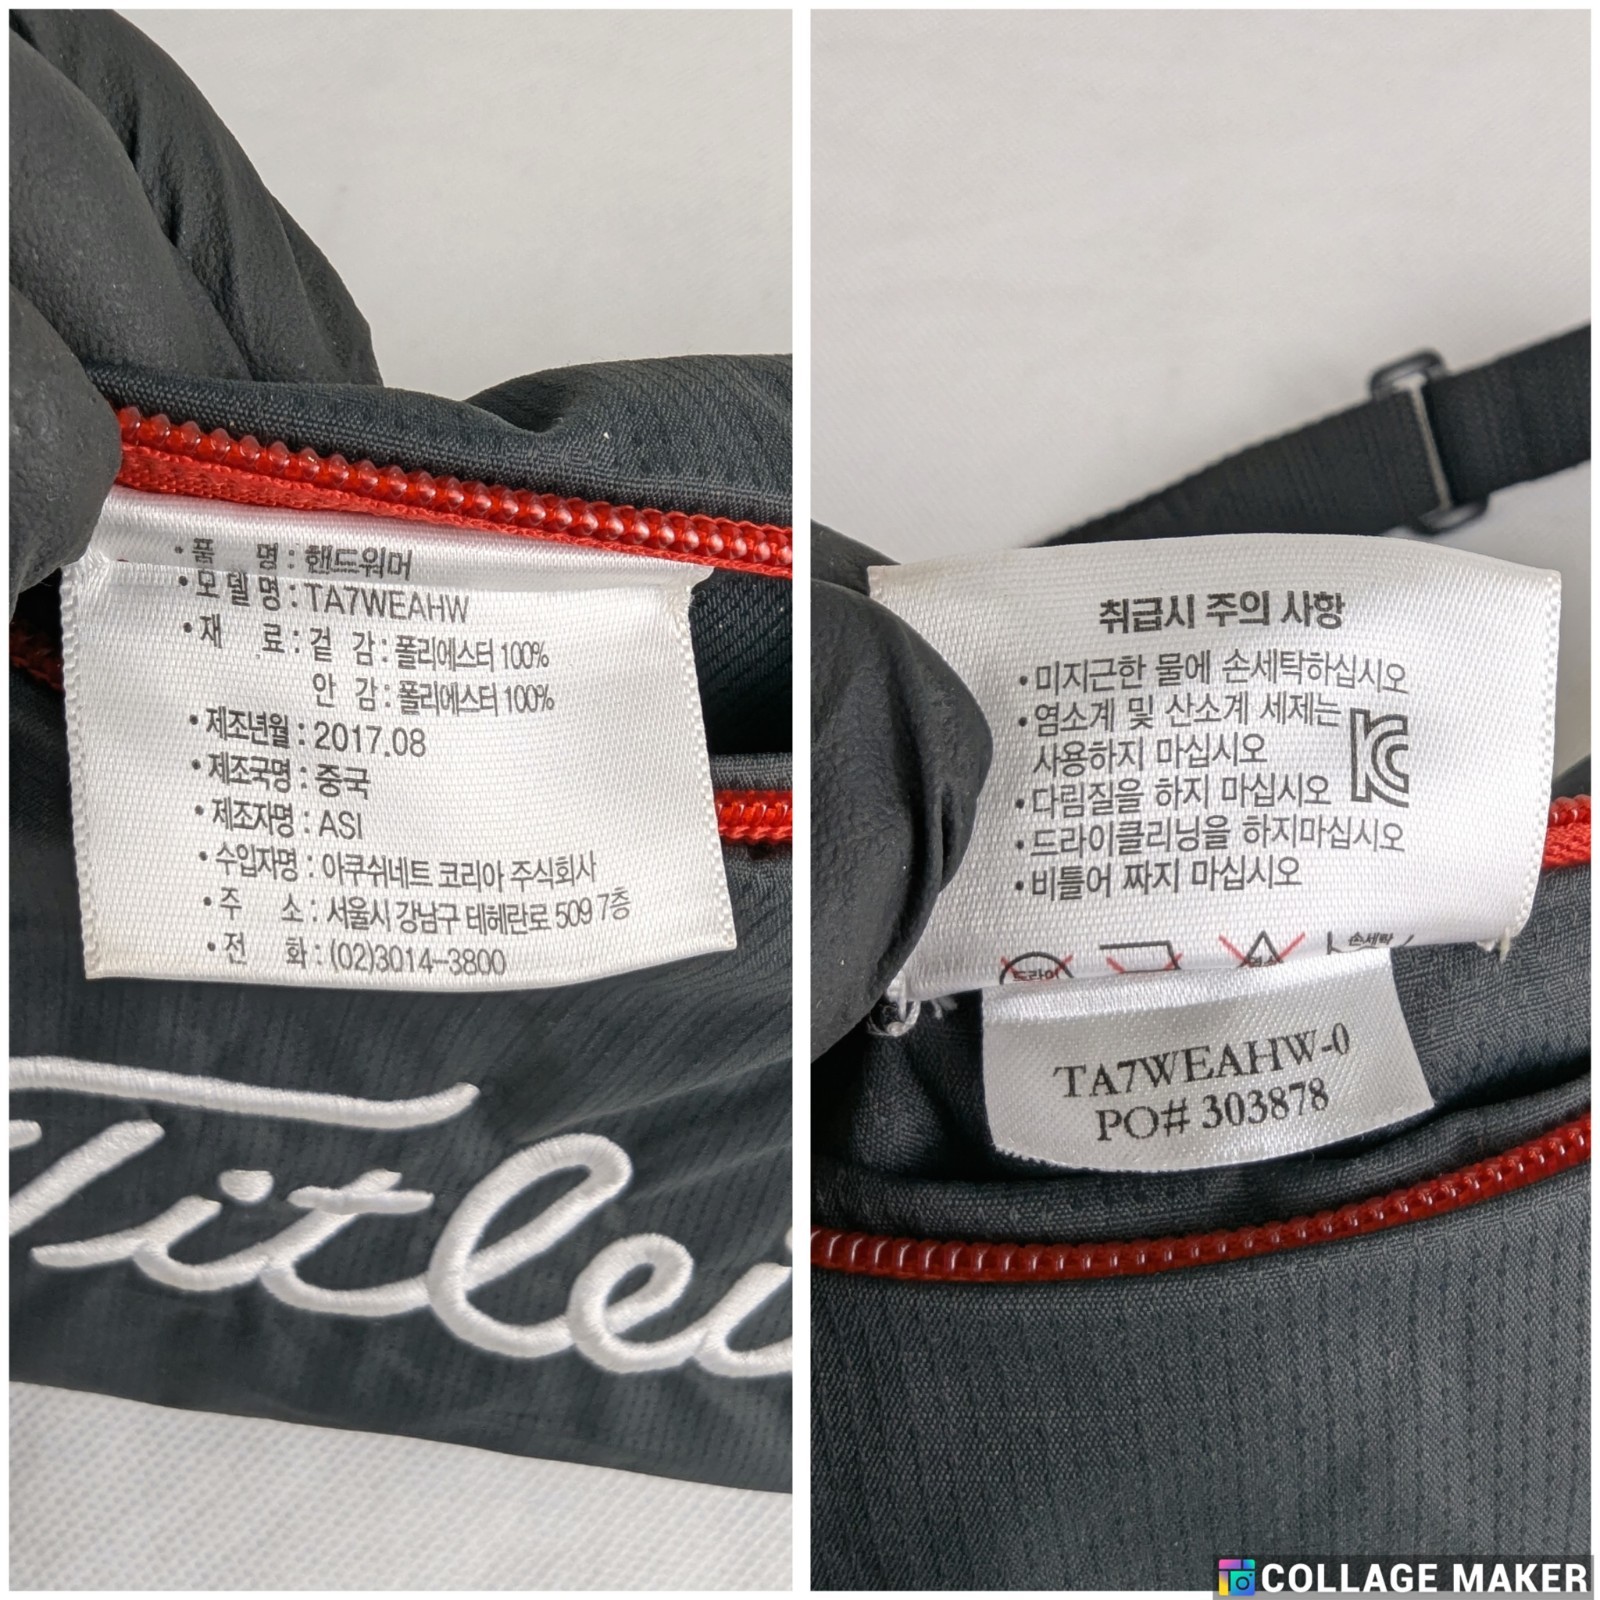 • 품 명 : 핸드워머
• 모델명 : TA7WEAHW
• 재 료 : 겉 감 : 폴리에스터 100%
안 감 : 폴리에스터 100%
• 제조년월 : 2017.08
• 제조국명 : 중국
• 제조자명 : ASI
• 수입자명 : 아쿠쉬네트 코리아 주식회사
• 주 소 : 서울시 강남구 테헤란로 509 7층
• 전 화 : (02)3014-3800
Titlei
취급시 주의 사항
• 미지근한 물에 손세탁하십시오
• 염소계 및 산소계 세제는
사용하지 마십시오
• 다림질을 하지 마십시오
• 드라이클리닝을 하지마십시오
• 비틀어 짜지 마십시오
드라이
손세탁
TA7WEAHW-0
PO# 303878
COLLAGE MAKER